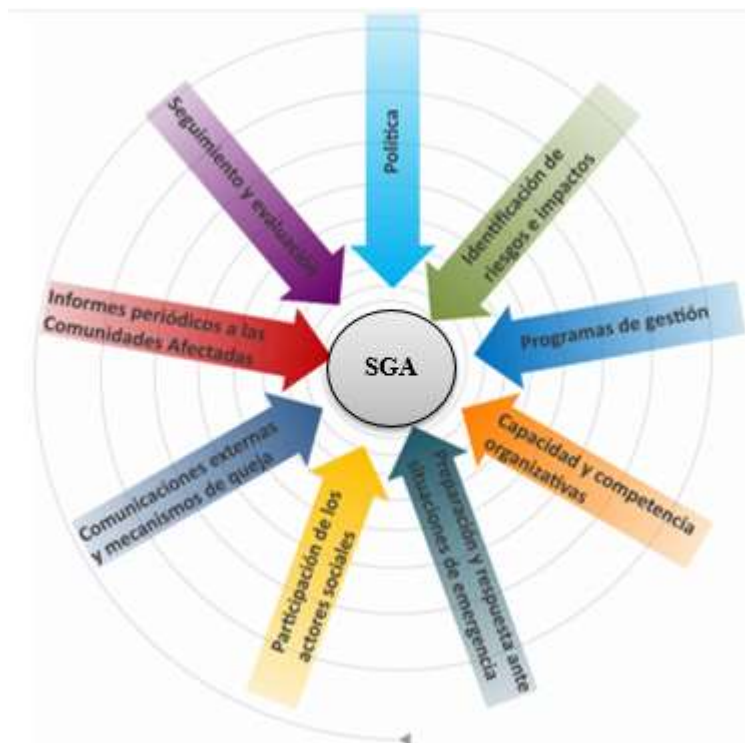 Política
Identificación de
riesgos e impactos
Programas de gestión
Capacidad y competencia
organizativas
Preparación y respuesta ante
situaciones de emergencia
Participación de los
actores sociales
Comunicaciones externas
y mecanismos de queja
Informes periódicos a las
Comunidades Afectadas
Seguimiento y evaluación
SGA